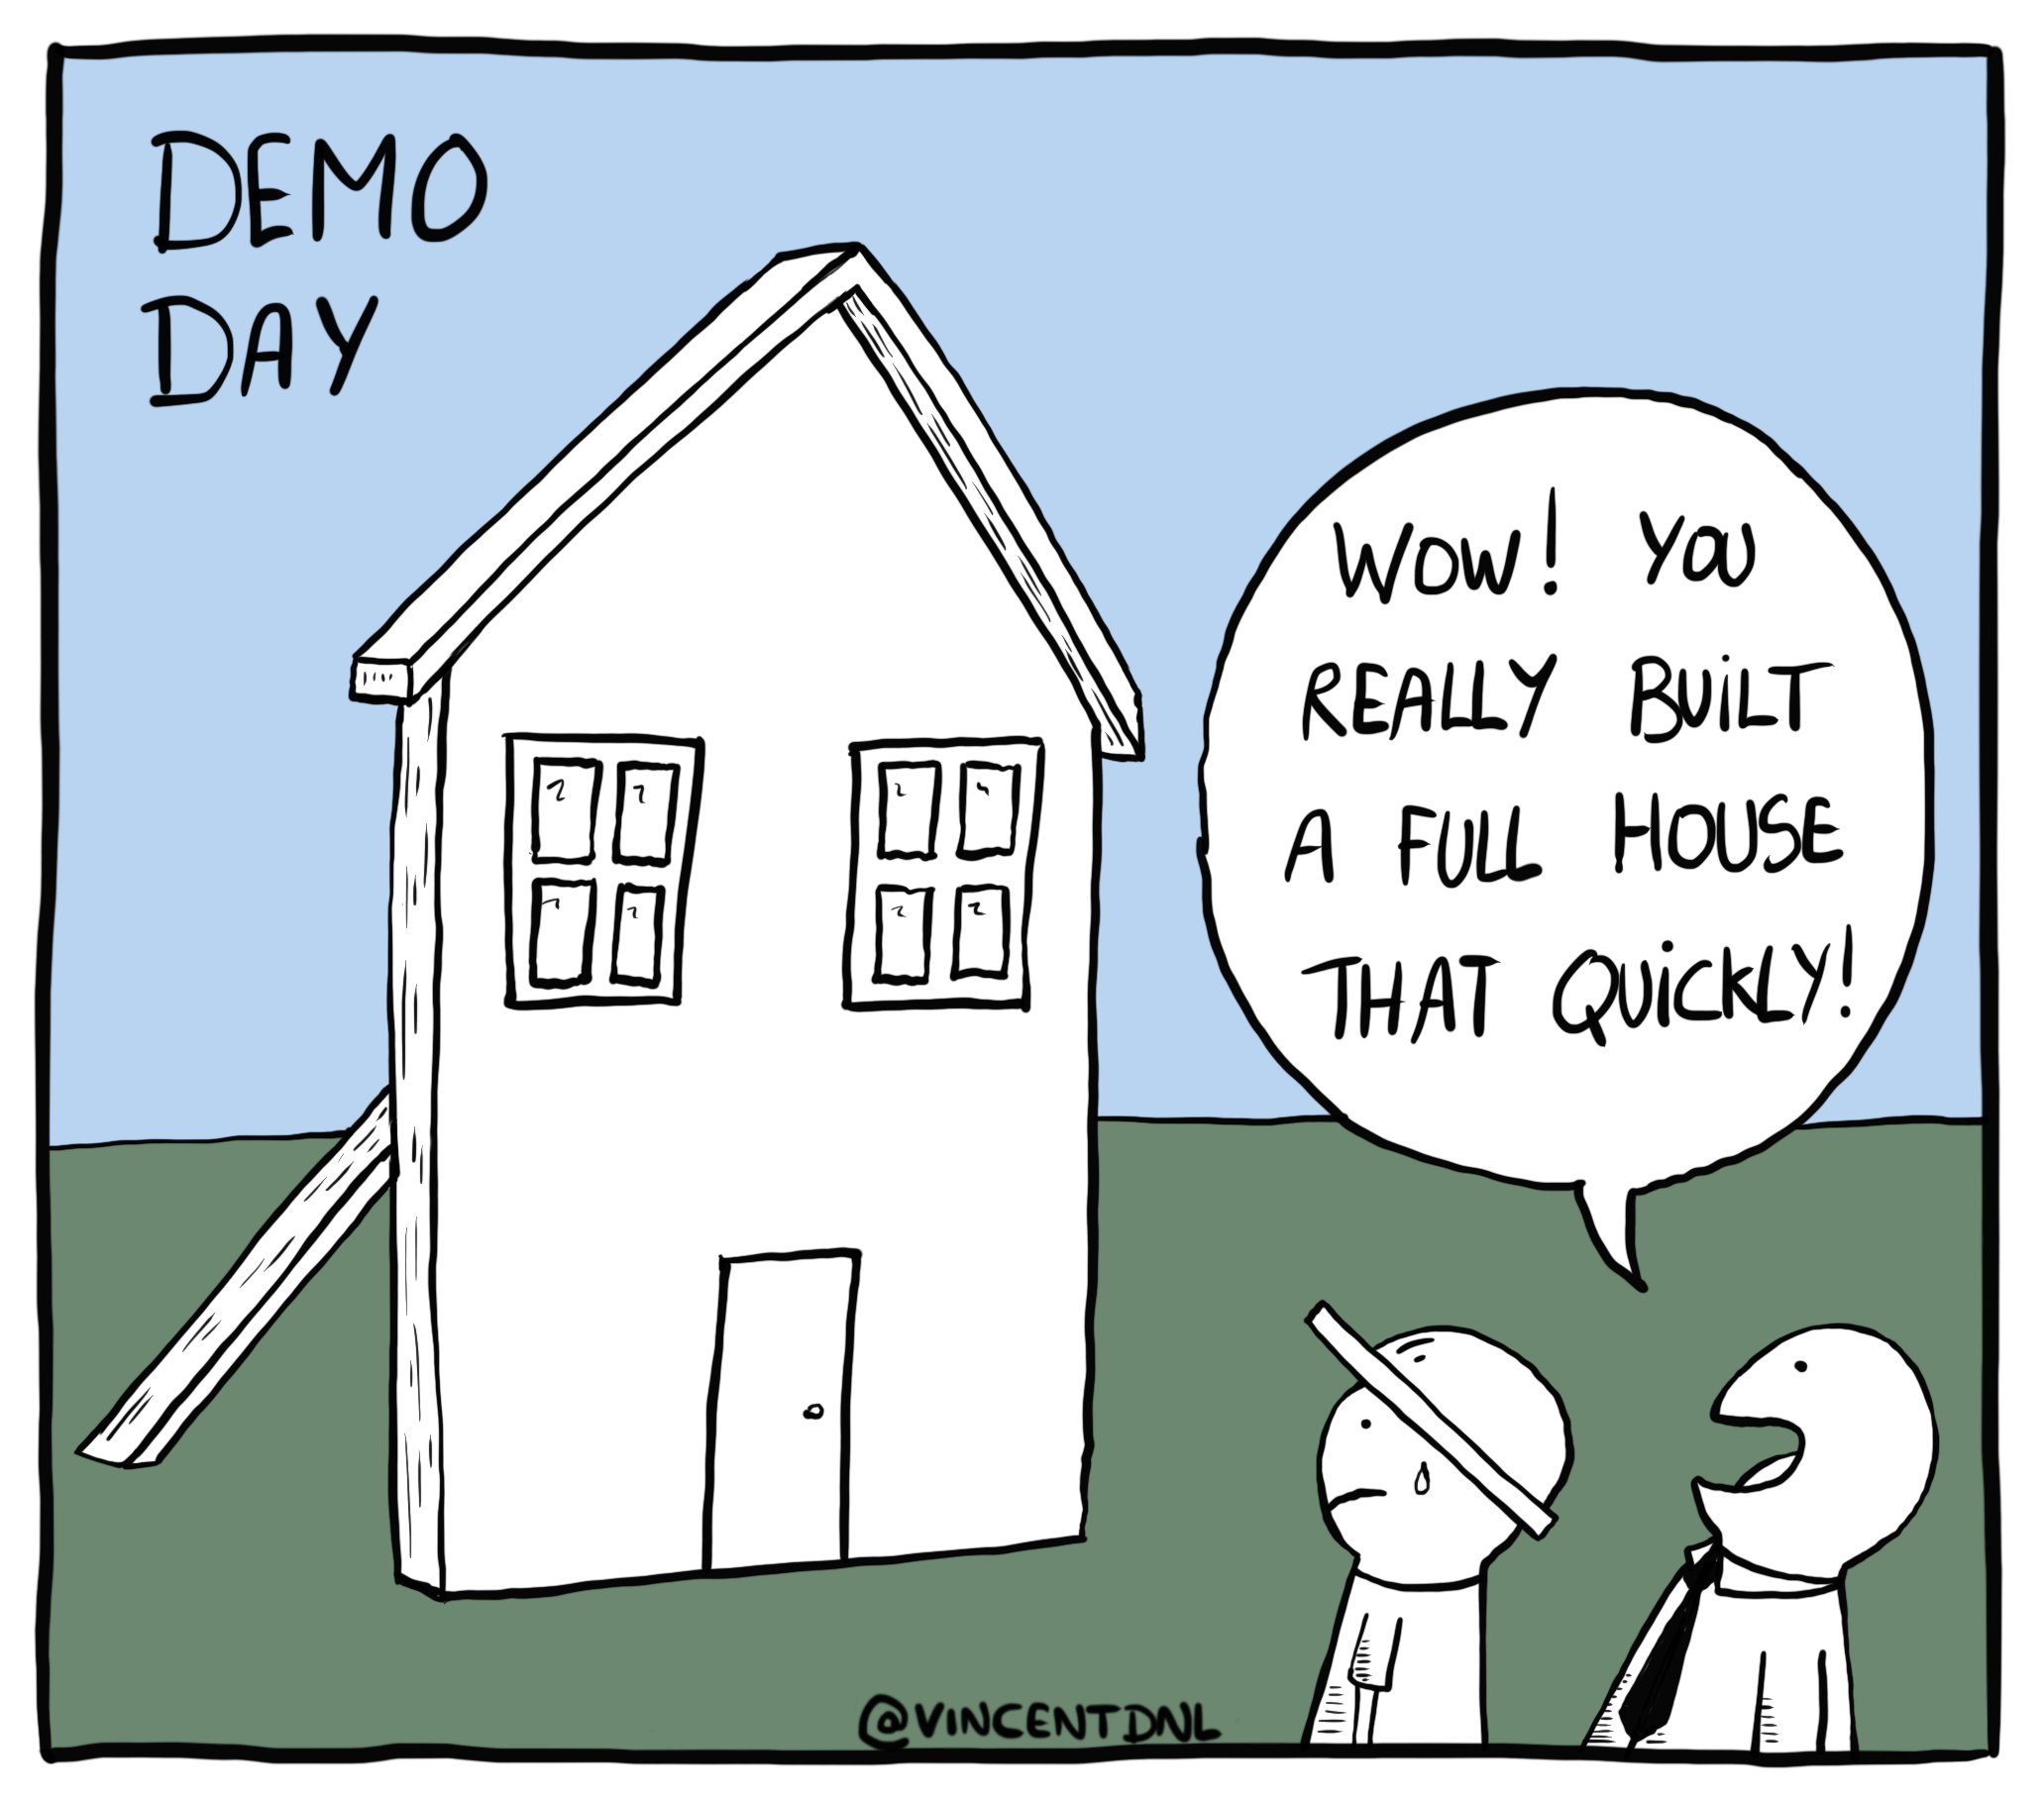 DEMO
DAY
WOW! YOU
REALLY BUiLT
A FULL HOUSE
THAT QUiCKLY!
@VINCENTDNL